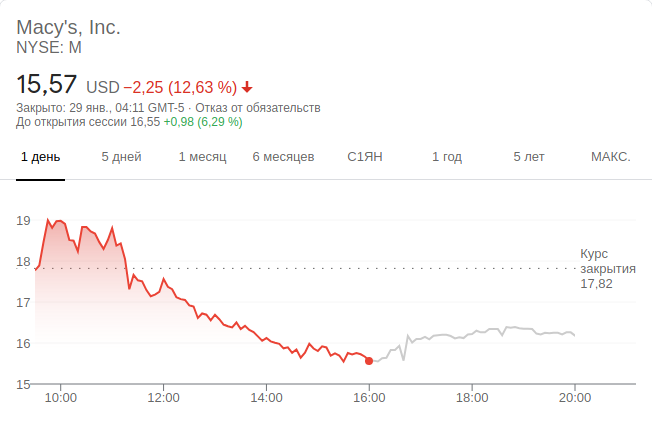 Macy's, Inc.
NYSE: M
15,57 USD −2,25 (12,63 %)
Закрыто: 29 янв., 04:11 GMT-5 · Отказ от обязательств
До открытия сессии 16,55 +0,98 (6,29 %)
1 день 5 дней 1 месяц 6 месяцев С1ЯН 1 год 5 лет МАКС.
19
18
17
16
15
Курс
закрытия
17,82
10:00 12:00 14:00 16:00 18:00 20:00